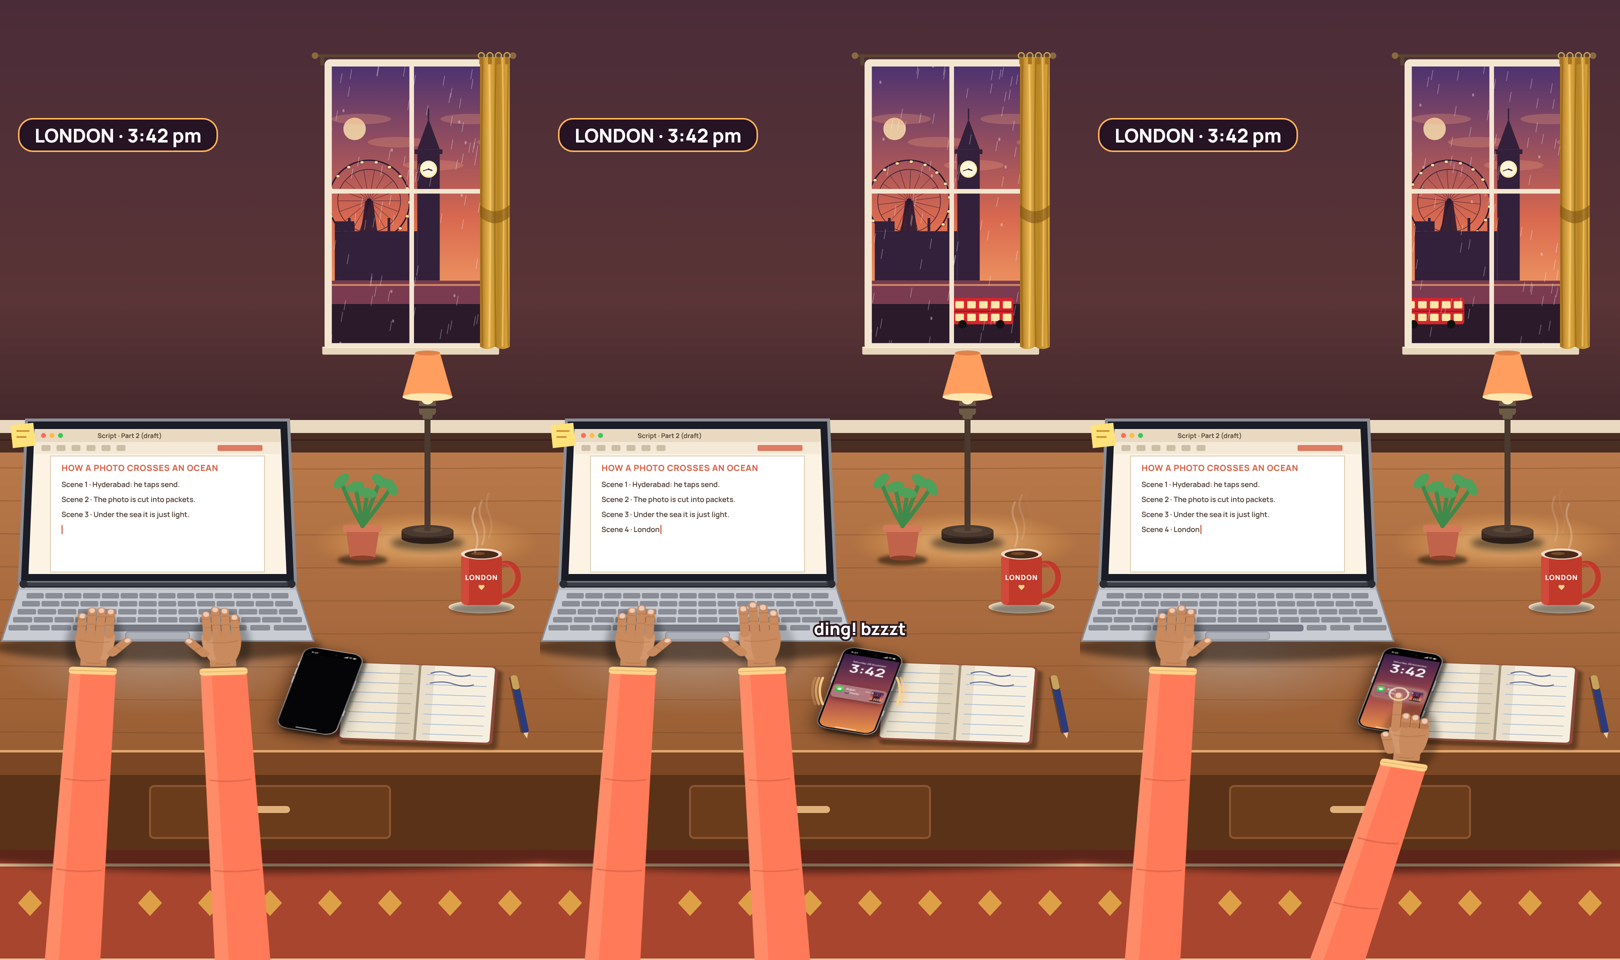 LONDON · 3:42 pm
Script · Part 2 (draft)
HOW A PHOTO CROSSES AN OCEAN
Scene 1 · Hyderabad: he taps send.
Scene 2 · The photo is cut into packets.
Scene 3 · Under the sea it is just light.
LONDON
LONDON · 3:42 pm
Script · Part 2 (draft)
HOW A PHOTO CROSSES AN OCEAN
Scene 1 · Hyderabad: he taps send.
Scene 2 · The photo is cut into packets.
Scene 3 · Under the sea it is just light.
Scene 4 · London
LONDON
ding! bzzzt
3:42
LONDON · 3:42 pm
Script · Part 2 (draft)
HOW A PHOTO CROSSES AN OCEAN
Scene 1 · Hyderabad: he taps send.
Scene 2 · The photo is cut into packets.
Scene 3 · Under the sea it is just light.
Scene 4 · London
LONDON
3:42